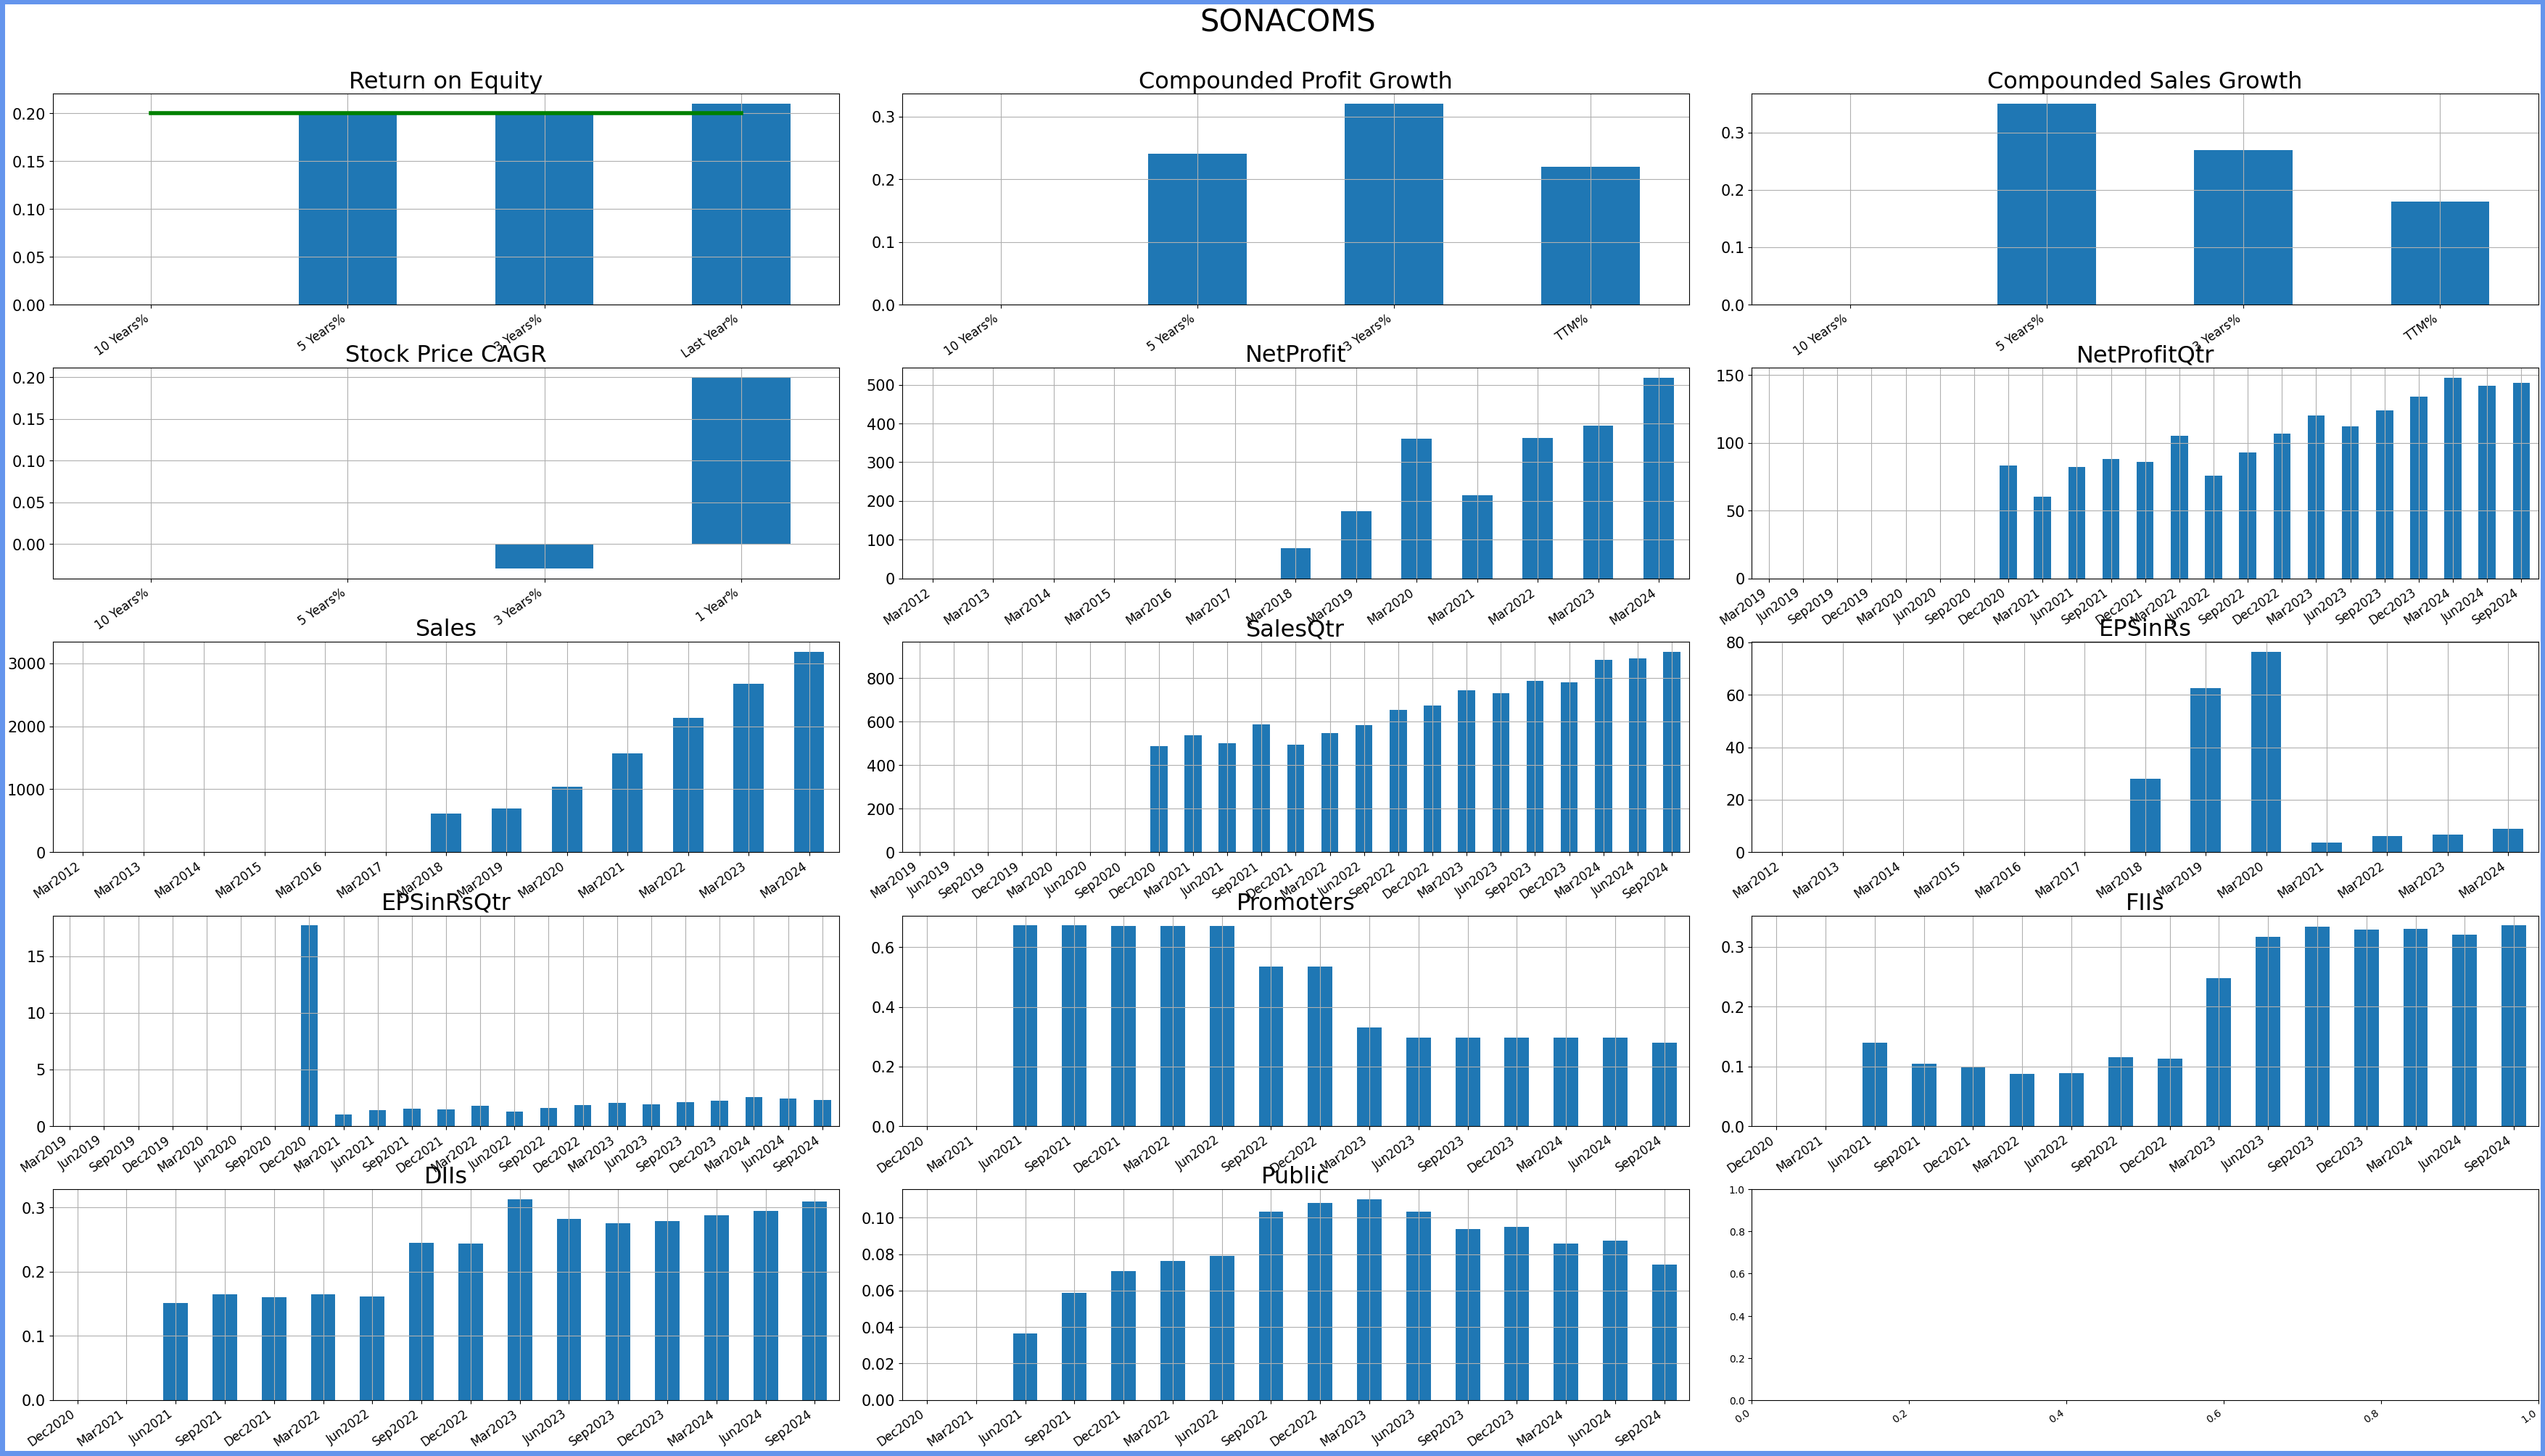 SONACOMS
Return on Equity
0.20
0.15
0.10
0.05
0.00
10 Years%
5 Years%
3 Years%
Last Year%
Compounded Profit Growth
0.3
0.2
0.1
0.0
10 Years%
5 Years%
3 Years%
TTM%
Compounded Sales Growth
0.3
0.2
0.1
0.0
10 Years%
5 Years%
3 Years%
TTM%
Stock Price CAGR
0.20
0.15
0.10
0.05
0.00
10 Years%
5 Years%
3 Years%
1 Year%
NetProfit
500
400
300
200
100
0
Mar2012
Mar2013
Mar2014
Mar2015
Mar2016
Mar2017
Mar2018
Mar2019
Mar2020
Mar2021
Mar2022
Mar2023
Mar2024
NetProfitQtr
150
100
50
0
Mar2019
Jun2019
Sep2019
Dec2019
Mar2020
Jun2020
Sep2020
Dec2020
Mar2021
Jun2021
Sep2021
Dec2021
Mar2022
Jun2022
Sep2022
Dec2022
Mar2023
Jun2023
Sep2023
Dec2023
Mar2024
Jun2024
Sep2024
Sales
3000
2000
1000
0
Mar2012
Mar2013
Mar2014
Mar2015
Mar2016
Mar2017
Mar2018
Mar2019
Mar2020
Mar2021
Mar2022
Mar2023
Mar2024
SalesQtr
800
600
400
200
0
Mar2019
Jun2019
Sep2019
Dec2019
Mar2020
Jun2020
Sep2020
Dec2020
Mar2021
Jun2021
Sep2021
Dec2021
Mar2022
Jun2022
Sep2022
Dec2022
Mar2023
Jun2023
Sep2023
Dec2023
Mar2024
Jun2024
Sep2024
EPSinRs
80
60
40
20
0
Mar2012
Mar2013
Mar2014
Mar2015
Mar2016
Mar2017
Mar2018
Mar2019
Mar2020
Mar2021
Mar2022
Mar2023
Mar2024
EPSinRsQtr
15
10
5
0
Mar2019
Jun2019
Sep2019
Dec2019
Mar2020
Jun2020
Sep2020
Dec2020
Mar2021
Jun2021
Sep2021
Dec2021
Mar2022
Jun2022
Sep2022
Dec2022
Mar2023
Jun2023
Sep2023
Dec2023
Mar2024
Jun2024
Sep2024
Promoters
0.6
0.4
0.2
0.0
Dec2020
Mar2021
Jun2021
Sep2021
Dec2021
Mar2022
Jun2022
Sep2022
Dec2022
Mar2023
Jun2023
Sep2023
Dec2023
Mar2024
Jun2024
Sep2024
FIIs
0.3
0.2
0.1
0.0
Dec2020
Mar2021
Jun2021
Sep2021
Dec2021
Mar2022
Jun2022
Sep2022
Dec2022
Mar2023
Jun2023
Sep2023
Dec2023
Mar2024
Jun2024
Sep2024
DIIs
0.3
0.2
0.1
0.0
Dec2020
Mar2021
Jun2021
Sep2021
Dec2021
Mar2022
Jun2022
Sep2022
Dec2022
Mar2023
Jun2023
Sep2023
Dec2023
Mar2024
Jun2024
Sep2024
Public
0.10
0.08
0.06
0.04
0.02
0.00
Dec2020
Mar2021
Jun2021
Sep2021
Dec2021
Mar2022
Jun2022
Sep2022
Dec2022
Mar2023
Jun2023
Sep2023
Dec2023
Mar2024
Jun2024
Sep2024
1.0
0.8
0.6
0.4
0.2
0.0
0.0
0.2
0.4
0.6
0.8
1.0